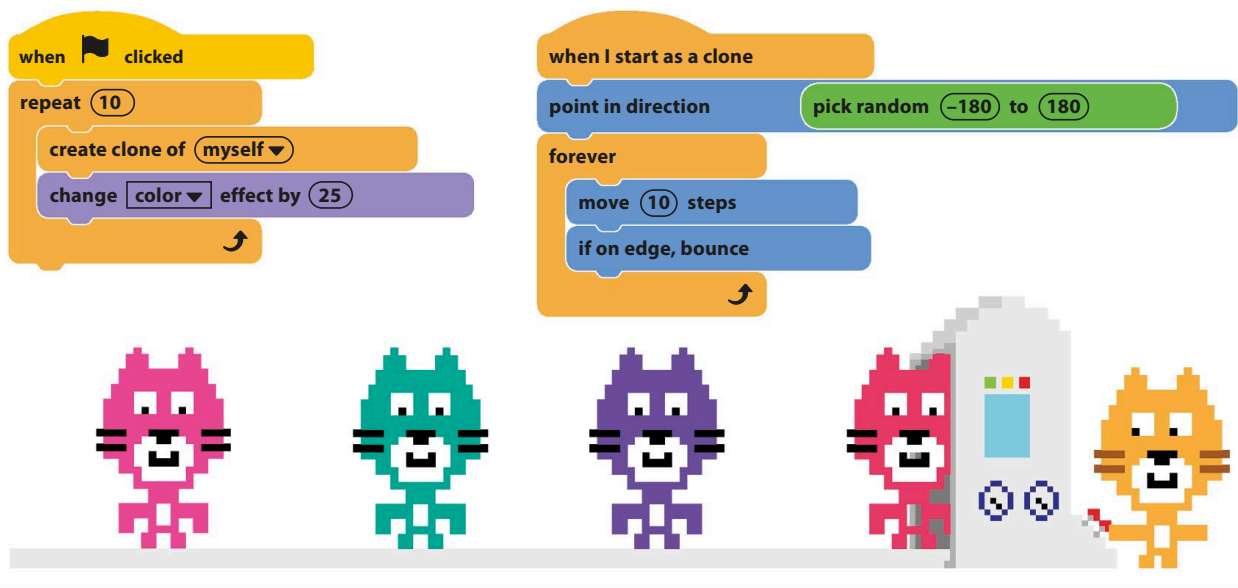 when clicked
repeat 10
create clone of myself
change color effect by 25
when I start as a clone
point in direction pick random –180 to 180
forever
move 10 steps
if on edge, bounce